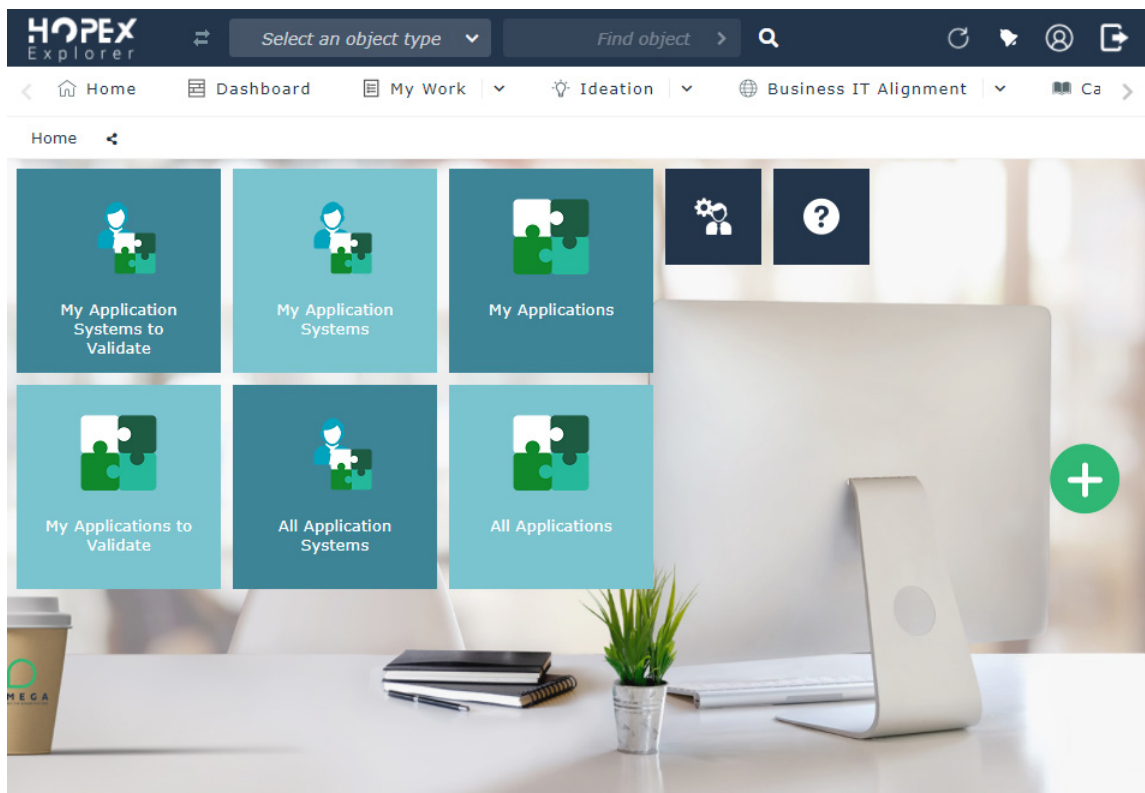 HOPEX
Explorer
Select an object type
Find object
Home
Dashboard
My Work
Ideation
Business IT Alignment
Ca
Home
My Application
Systems to
Validate
My Application
Systems
My Applications
?
My Applications to
Validate
All Application
Systems
All Applications
MEGA